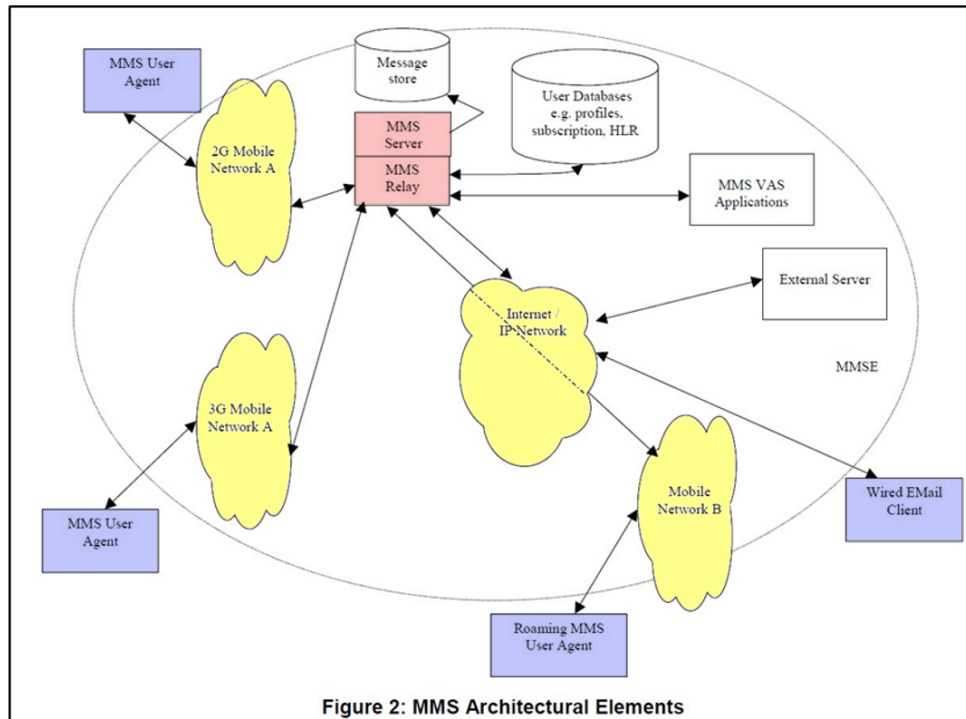 MMS User
Agent
Message
store
User Databases
e.g. profiles,
subscription, HLR
MMS
Server
MMS
Relay
2G Mobile
Network A
MMS VAS
Applications
External Server
Internet /
IP Network
MMSE
3G Mobile
Network A
Mobile
Network B
Wired EMail
Client
MMS User
Agent
Roaming MMS
User Agent
Figure 2: MMS Architectural Elements